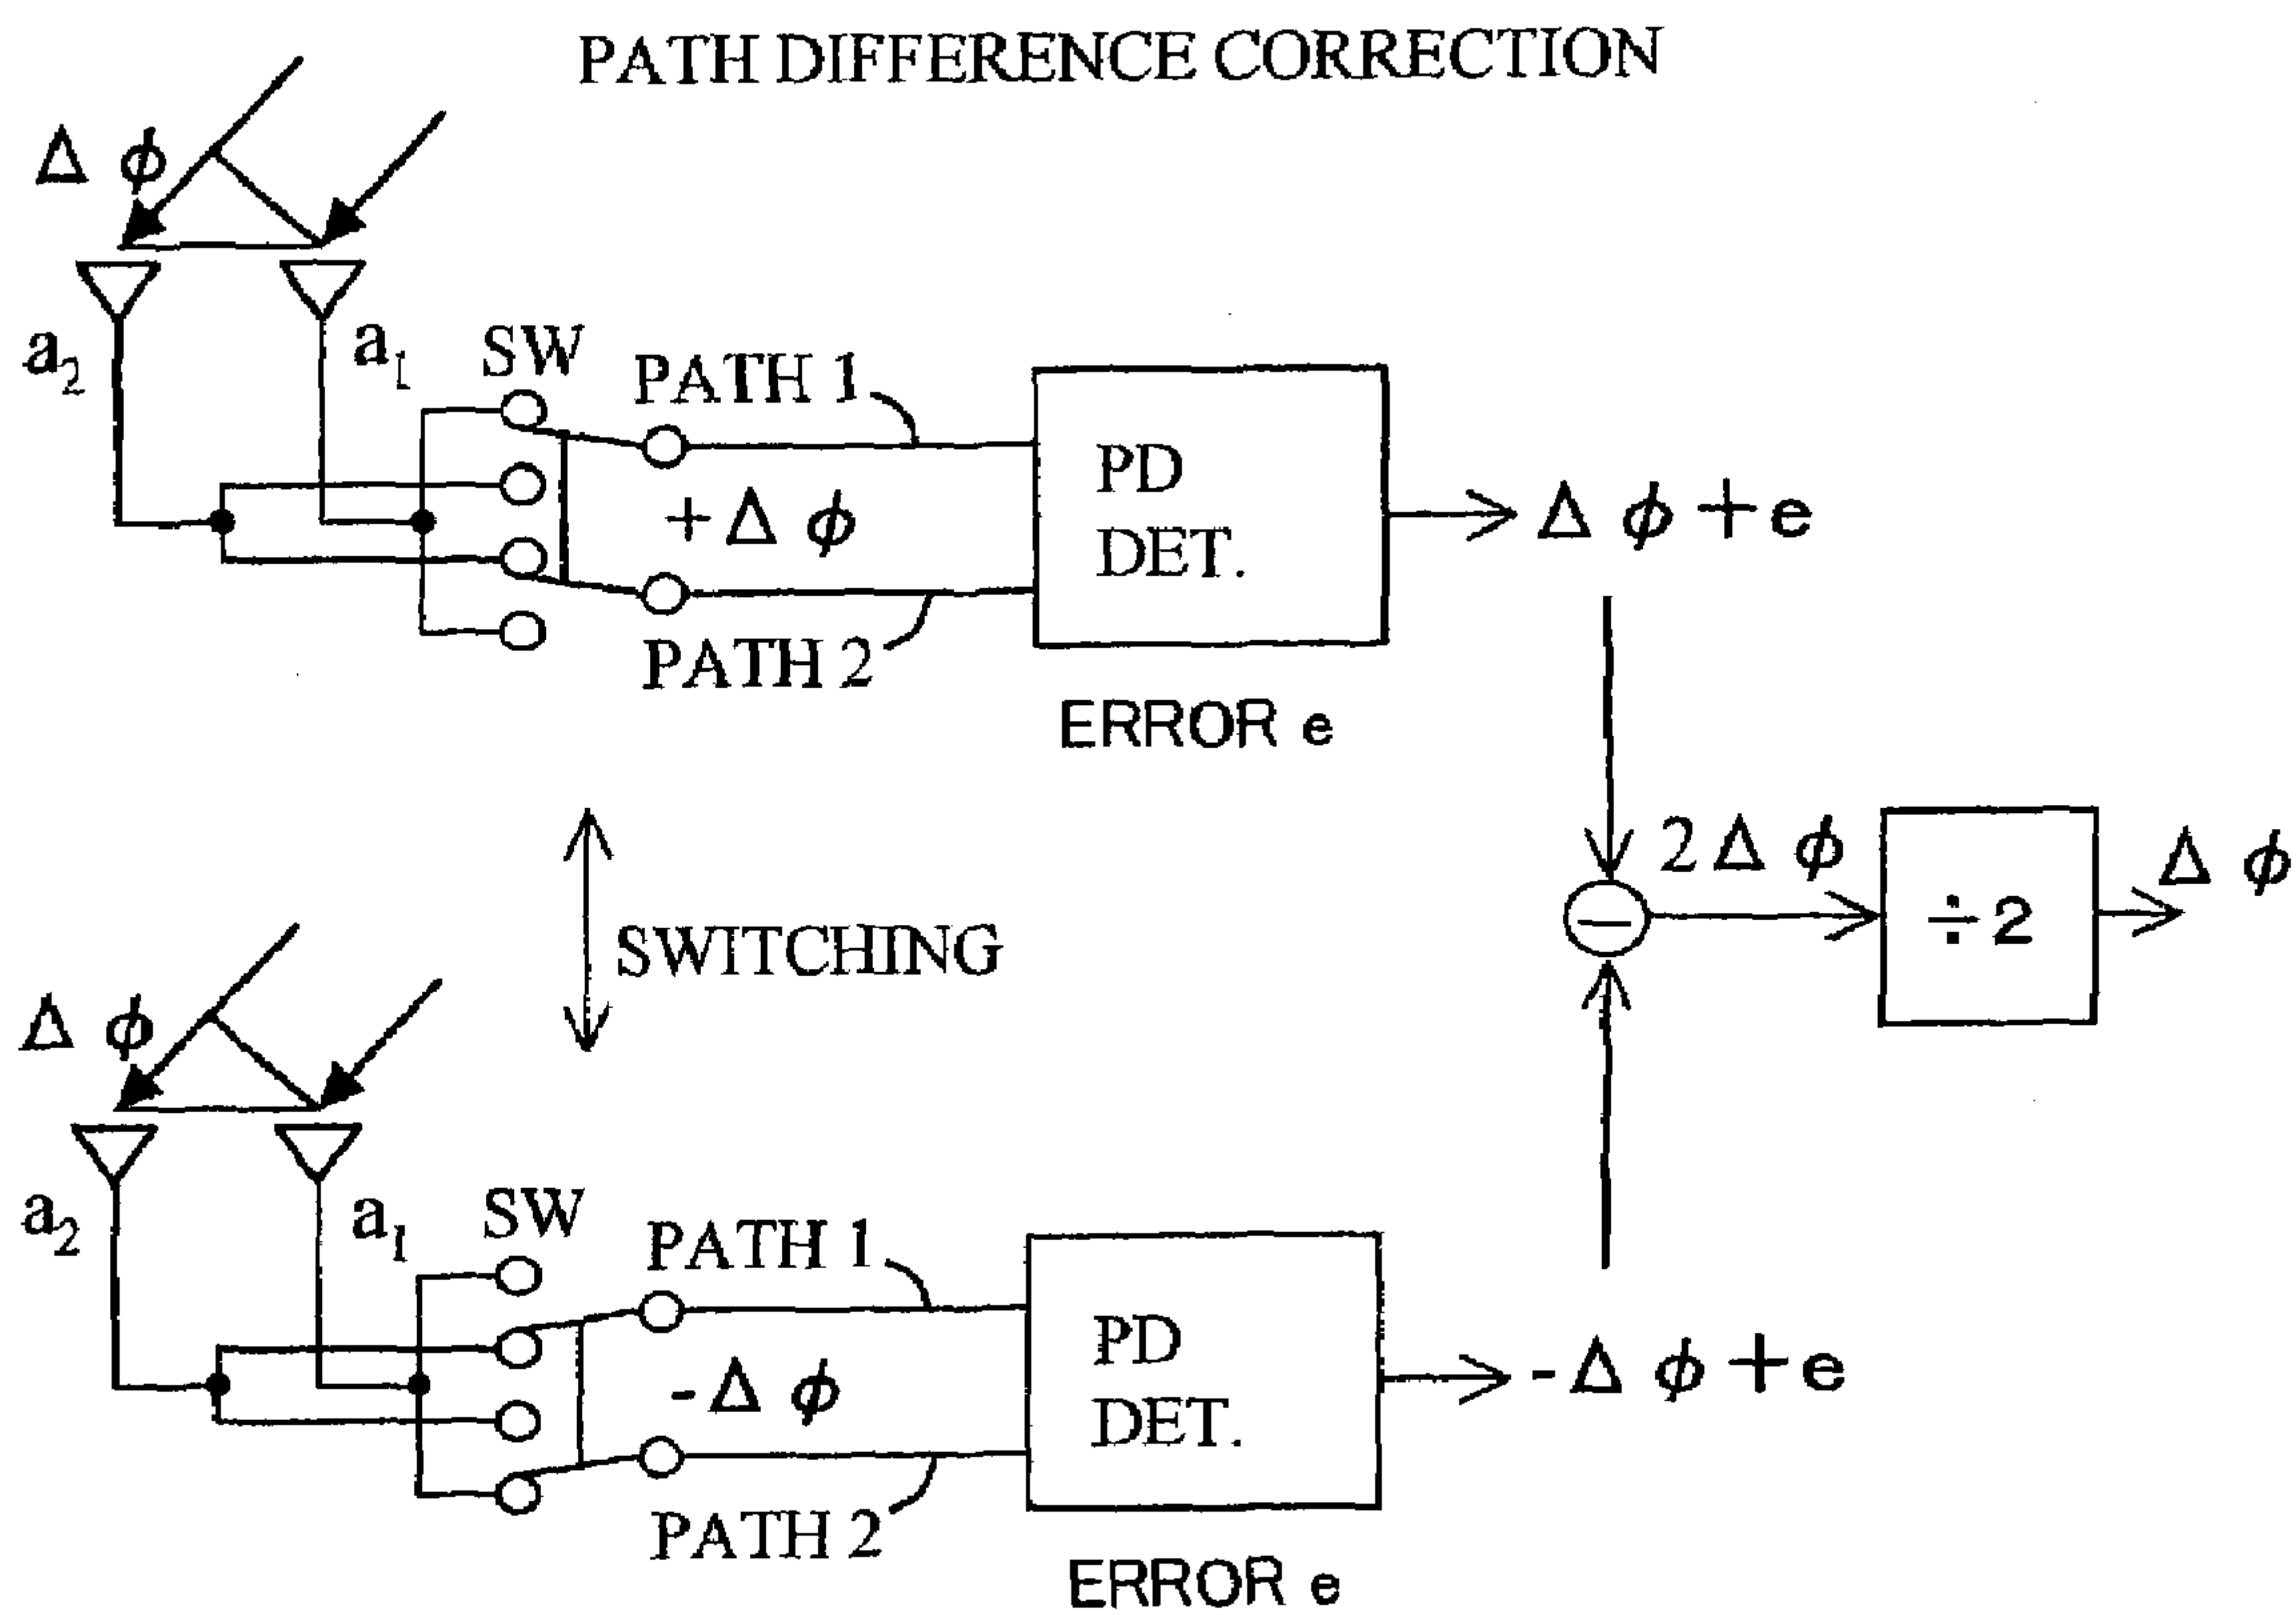 PATH DIFFERENCE CORRECTION
Δ ϕ
a₂
a₁
SW
PATH 1
+Δ ϕ
PATH 2
PD
DET.
ERROR e
Δ ϕ+e
SWITCHING
2Δ ϕ
÷2
Δ ϕ
Δ ϕ
a₂
a₁
SW
PATH 1
-Δ ϕ
PATH 2
PD
DET.
ERROR e
-Δ ϕ+e